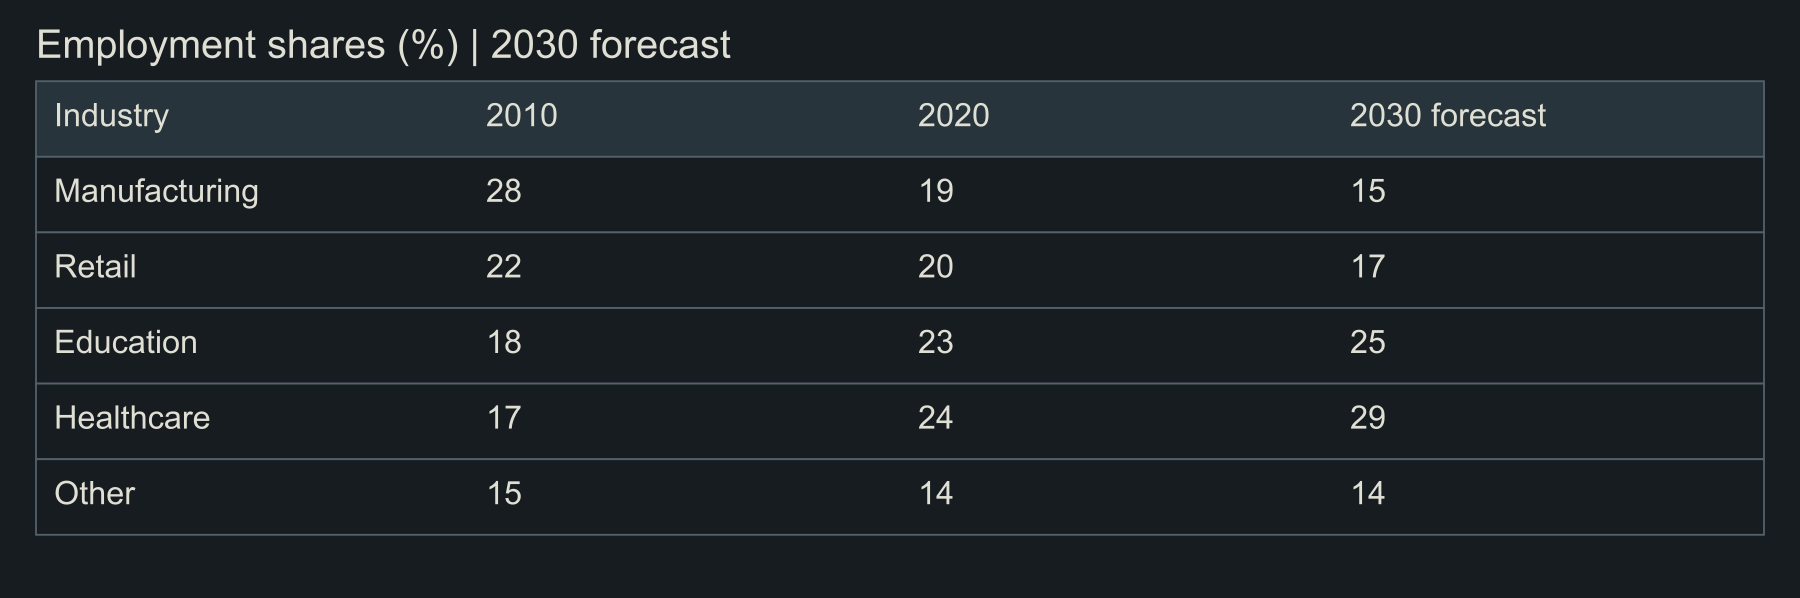 Employment shares (%) | 2030 forecast
Industry 2010 2020 2030 forecast
Manufacturing 28 19 15
Retail 22 20 17
Education 18 23 25
Healthcare 17 24 29
Other 15 14 14